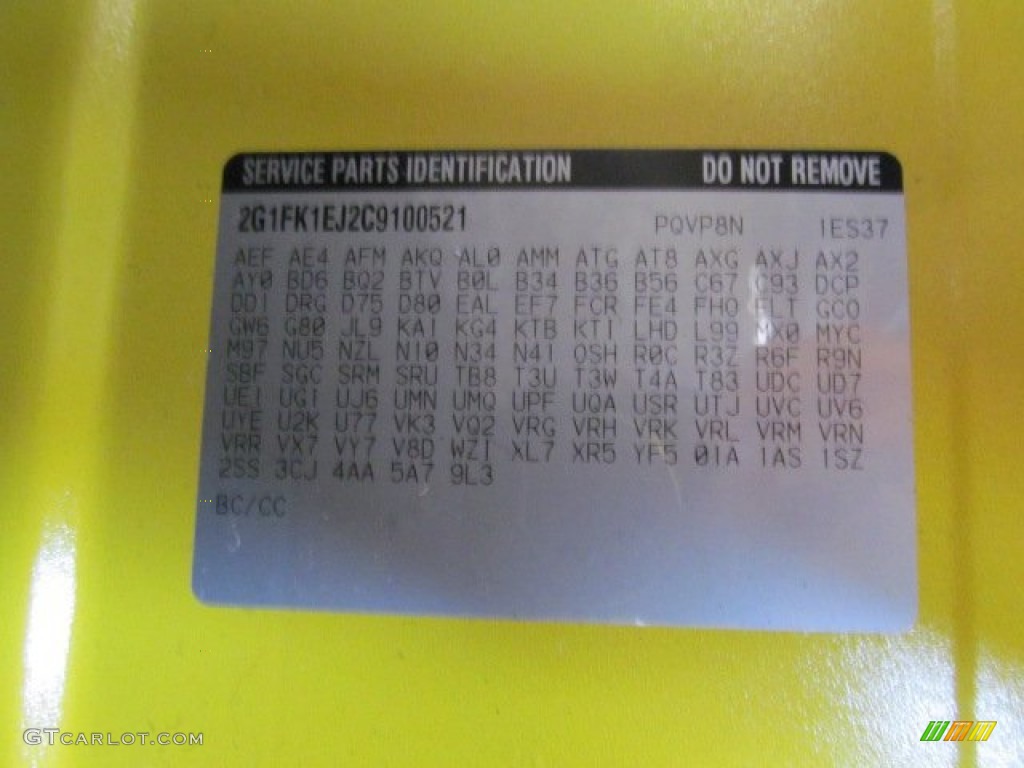 SERVICE PARTS IDENTIFICATION DO NOT REMOVE
2G1FK1EJ2C9100521 PQVP8N 1ES37
AEF AE4 AFM AKQ AL0 AMM ATG AT8 AXG AXJ AX2
AY0 BD6 BQ2 BTV B0L B34 B36 B56 C67 C93 DCP
DD1 DRG D75 D80 EAL EF7 FCR FE4 FHO FLT GCO
GW6 G80 JL9 KA1 KG4 KTB KT1 LHD L99 MX0 MYC
M97 NU5 NZL N10 N34 N41 OSH R0C R3Z R6F R9N
SBF SGC SRM SRU TB8 T3U T3W T4A T83 UDC UD7
UE1 UG1 UJ6 UMN UMQ UPF UQA USR UTJ UVC UV6
UYE U2K U77 VK3 VQ2 VRG VRH VRK VRL VRM VRN
VRR VX7 VY7 V8D WZ1 XL7 XR5 YF5 01A 1AS 1SZ
2SS 3CJ 4AA 5A7 9L3
BC/CC
GTCARLOT.COM